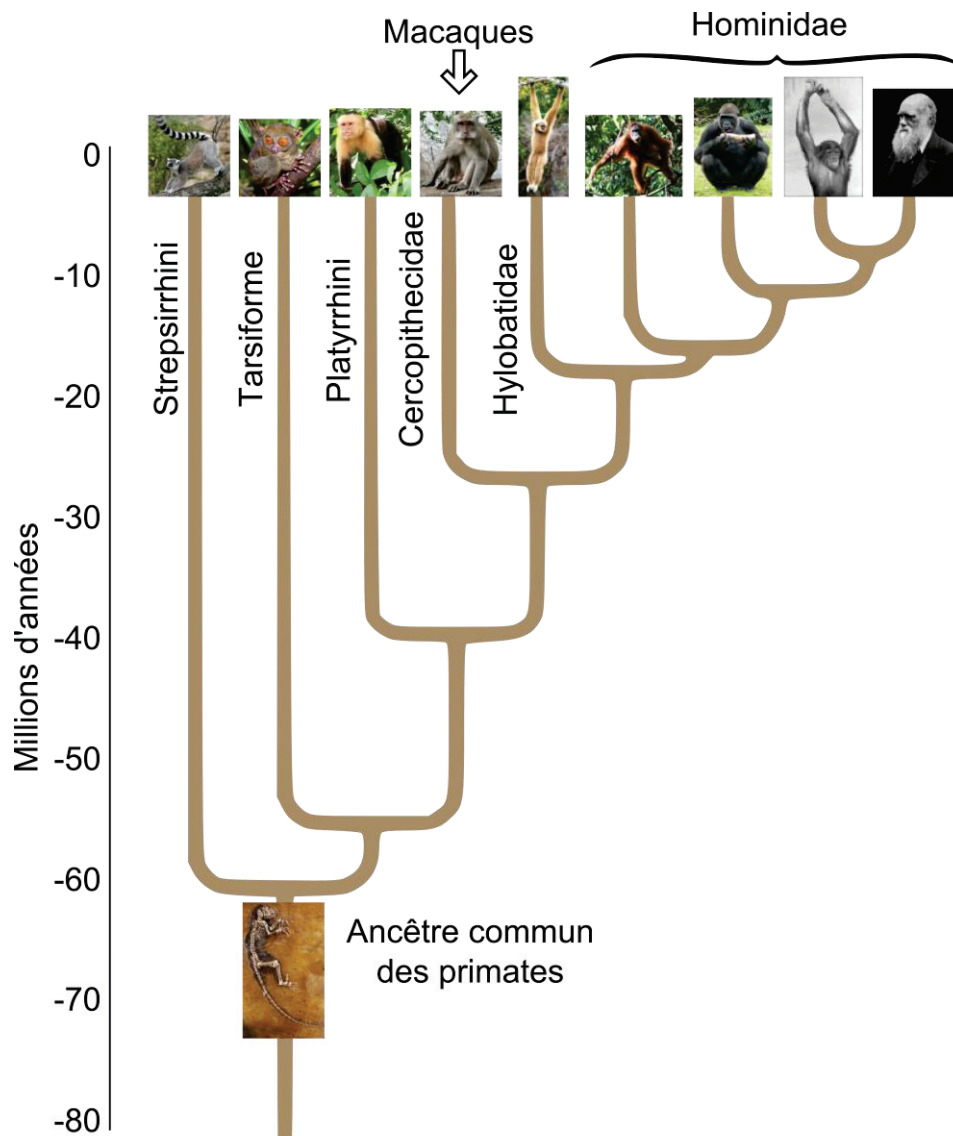 Macaques
Hominidae
0
-10
-20
-30
-40
-50
-60
-70
-80
Millions d'années
Strepsirrhini
Tarsiforme
Platyrrhini
Cercopithecidae
Hylobatidae
Ancêtre commun
des primates